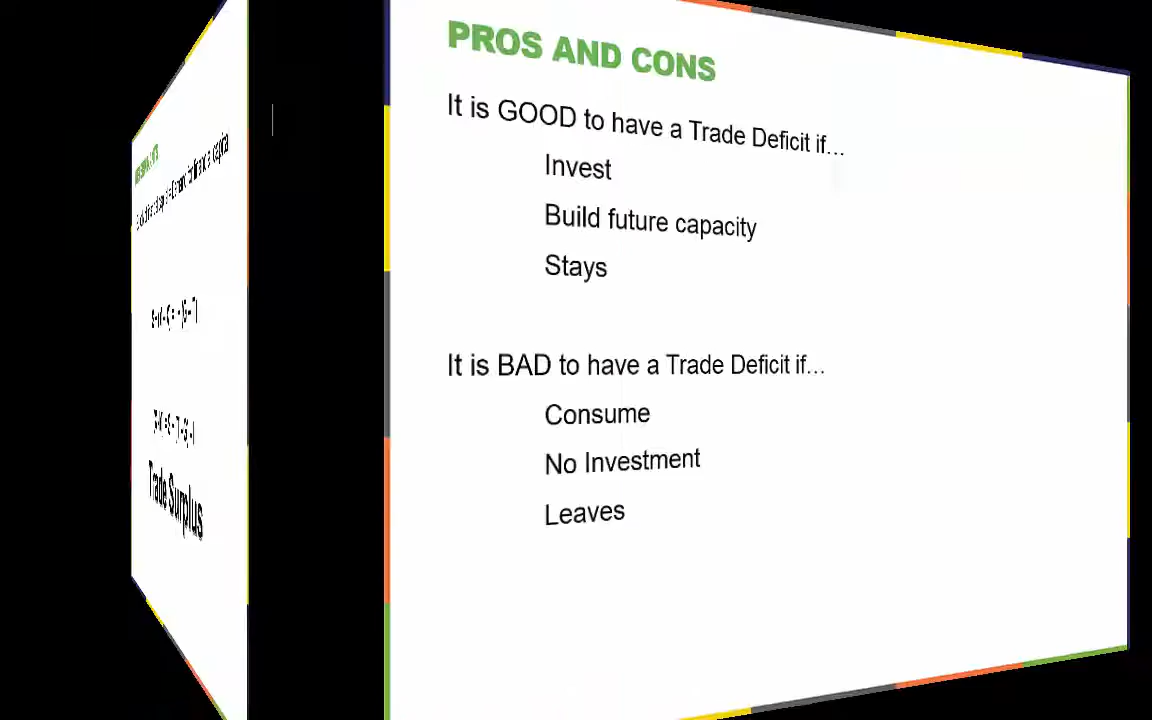 Trade Surplus
PROS AND CONS
It is GOOD to have a Trade Deficit if...
Invest
Build future capacity
Stays
It is BAD to have a Trade Deficit if...
Consume
No Investment
Leaves